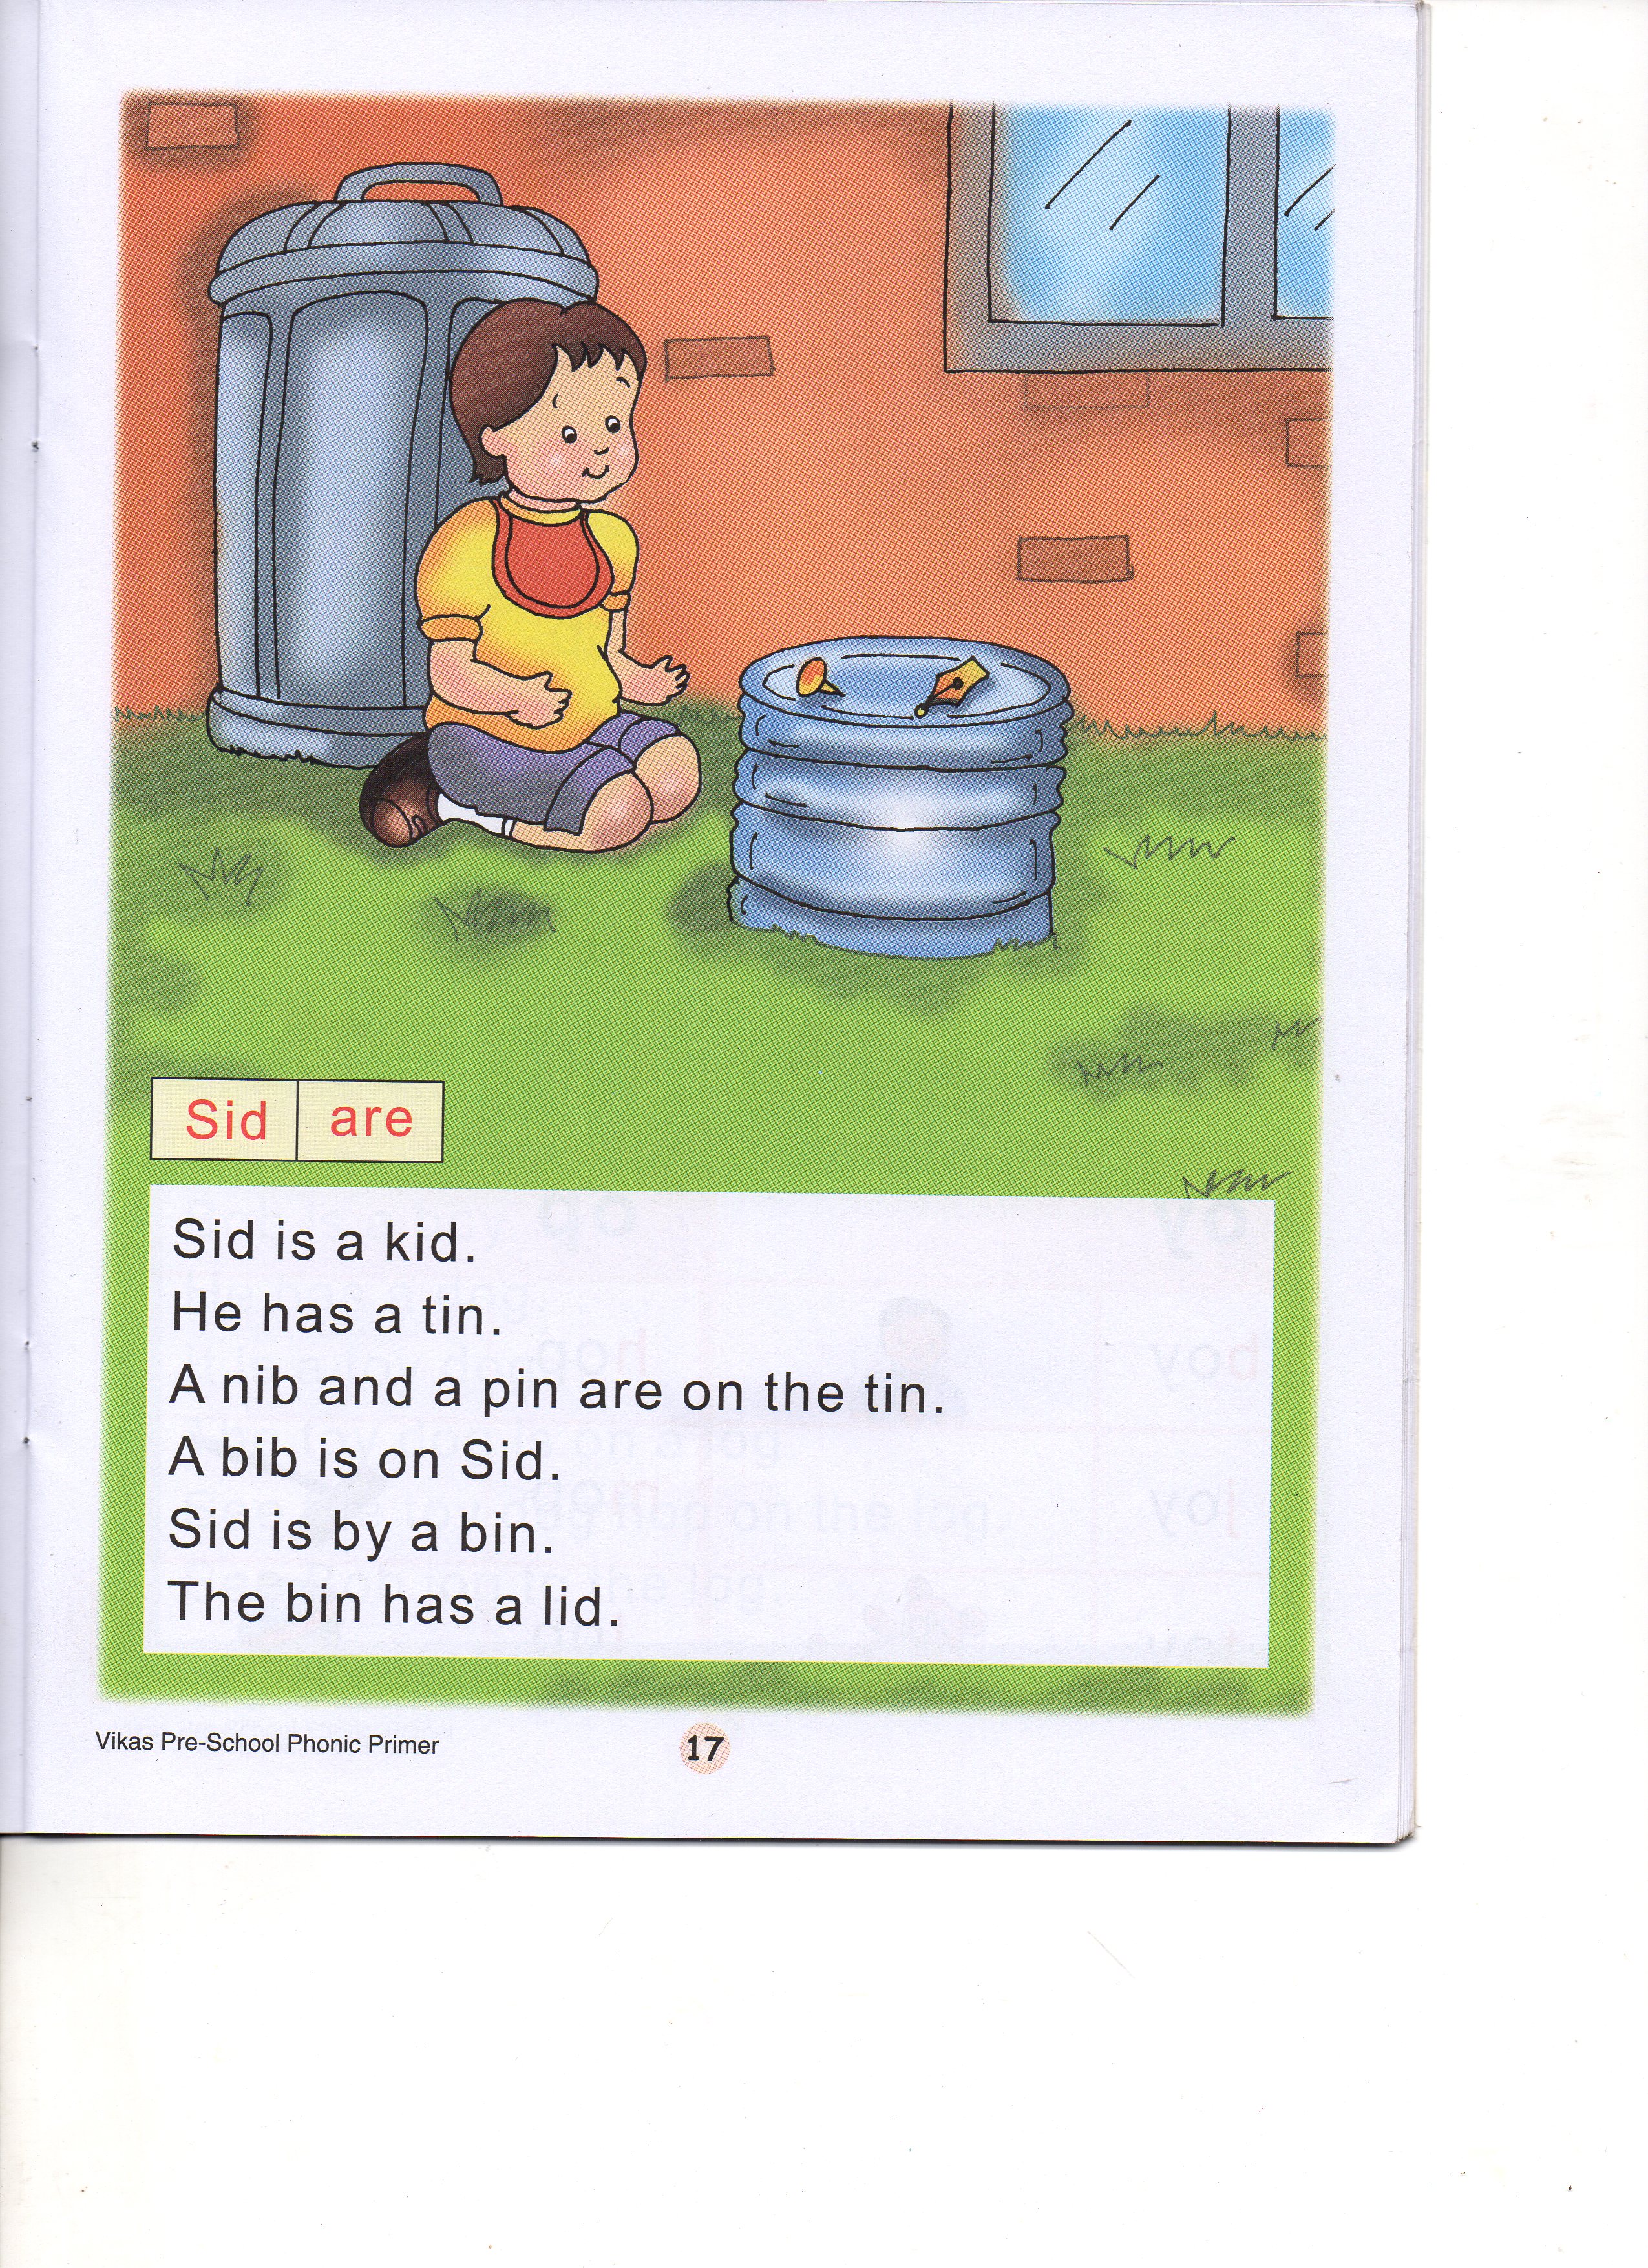 Sid are
Sid is a kid.
He has a tin.
A nib and a pin are on the tin.
A bib is on Sid.
Sid is by a bin.
The bin has a lid.
Vikas Pre-School Phonic Primer 17